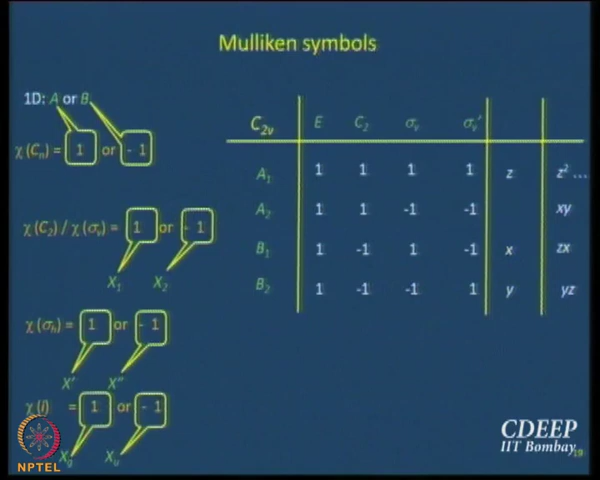 Mulliken symbols
1D: A or B
χ (Cₙ) = 1 or - 1
χ (C₂) / χ (σᵥ) = 1 or - 1
X₁ X₂
χ (σₕ) = 1 or - 1
X' X"
χ (i) = 1 or - 1
X_g X_u
C₂ᵥ E C₂ σᵥ σᵥ'
A₁ 1 1 1 1 z z² ...
A₂ 1 1 -1 -1 xy
B₁ 1 -1 1 -1 x zx
B₂ 1 -1 -1 1 y yz
NPTEL
CDEEP
IIT Bombay
19